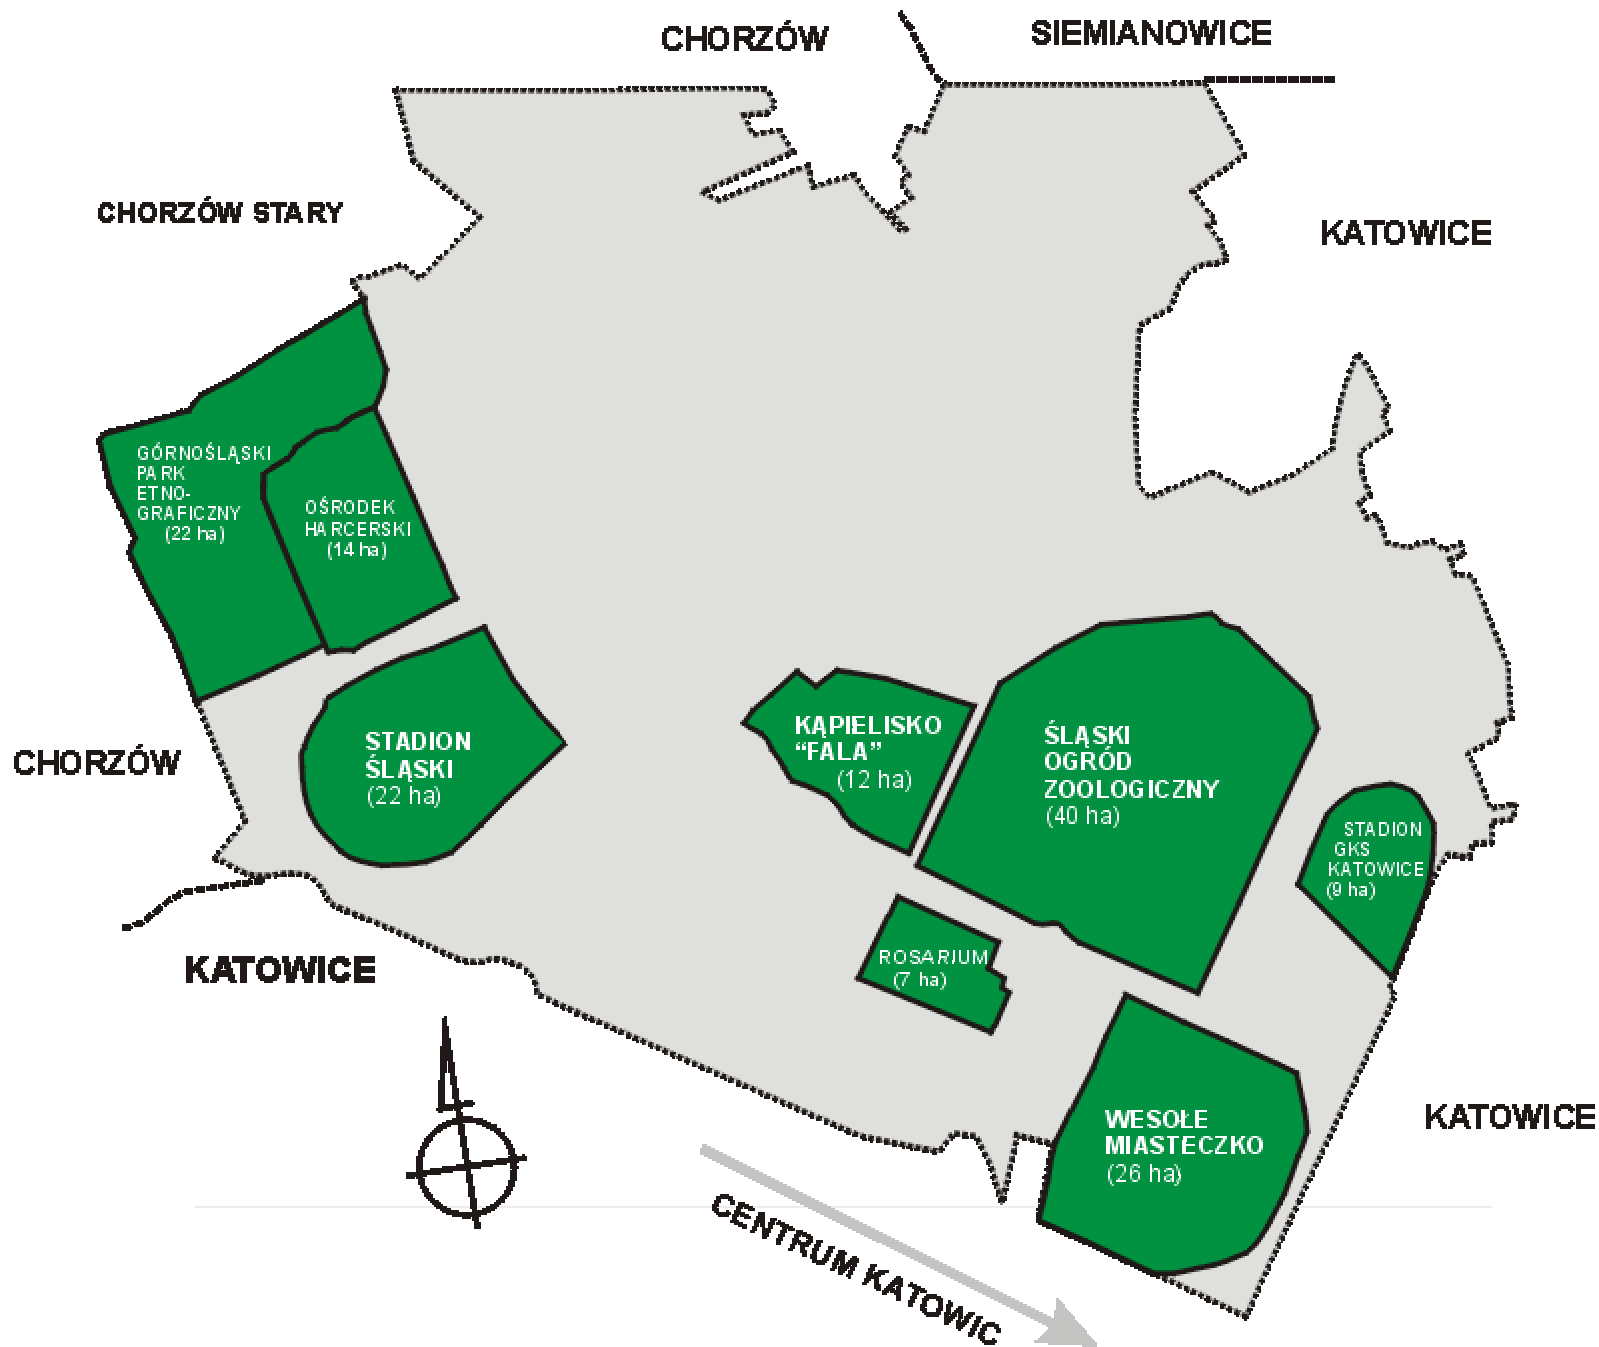 CHORZÓW
SIEMIANOWICE
CHORZÓW STARY
KATOWICE
GÓRNOŚLĄSKI
PARK
ETNO-
GRAFICZNY
(22 ha)
OŚRODEK
HARCERSKI
(14 ha)
STADION
ŚLĄSKI
(22 ha)
KĄPIELISKO
“FALA”
(12 ha)
ŚLĄSKI
OGRÓD
ZOOLOGICZNY
(40 ha)
CHORZÓW
STADION
GKS
KATOWICE
(9 ha)
ROSARIUM
(7 ha)
KATOWICE
WESOŁE
MIASTECZKO
(26 ha)
KATOWICE
CENTRUM KATOWIC